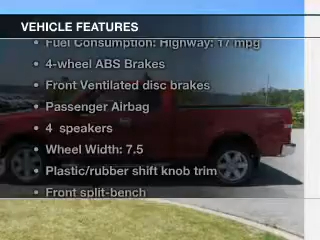 VEHICLE FEATURES
• Fuel Consumption: Highway: 17 mpg
• 4-wheel ABS Brakes
• Front Ventilated disc brakes
• Passenger Airbag
• 4 speakers
• Wheel Width: 7.5
• Plastic/rubber shift knob trim
• Front split-bench